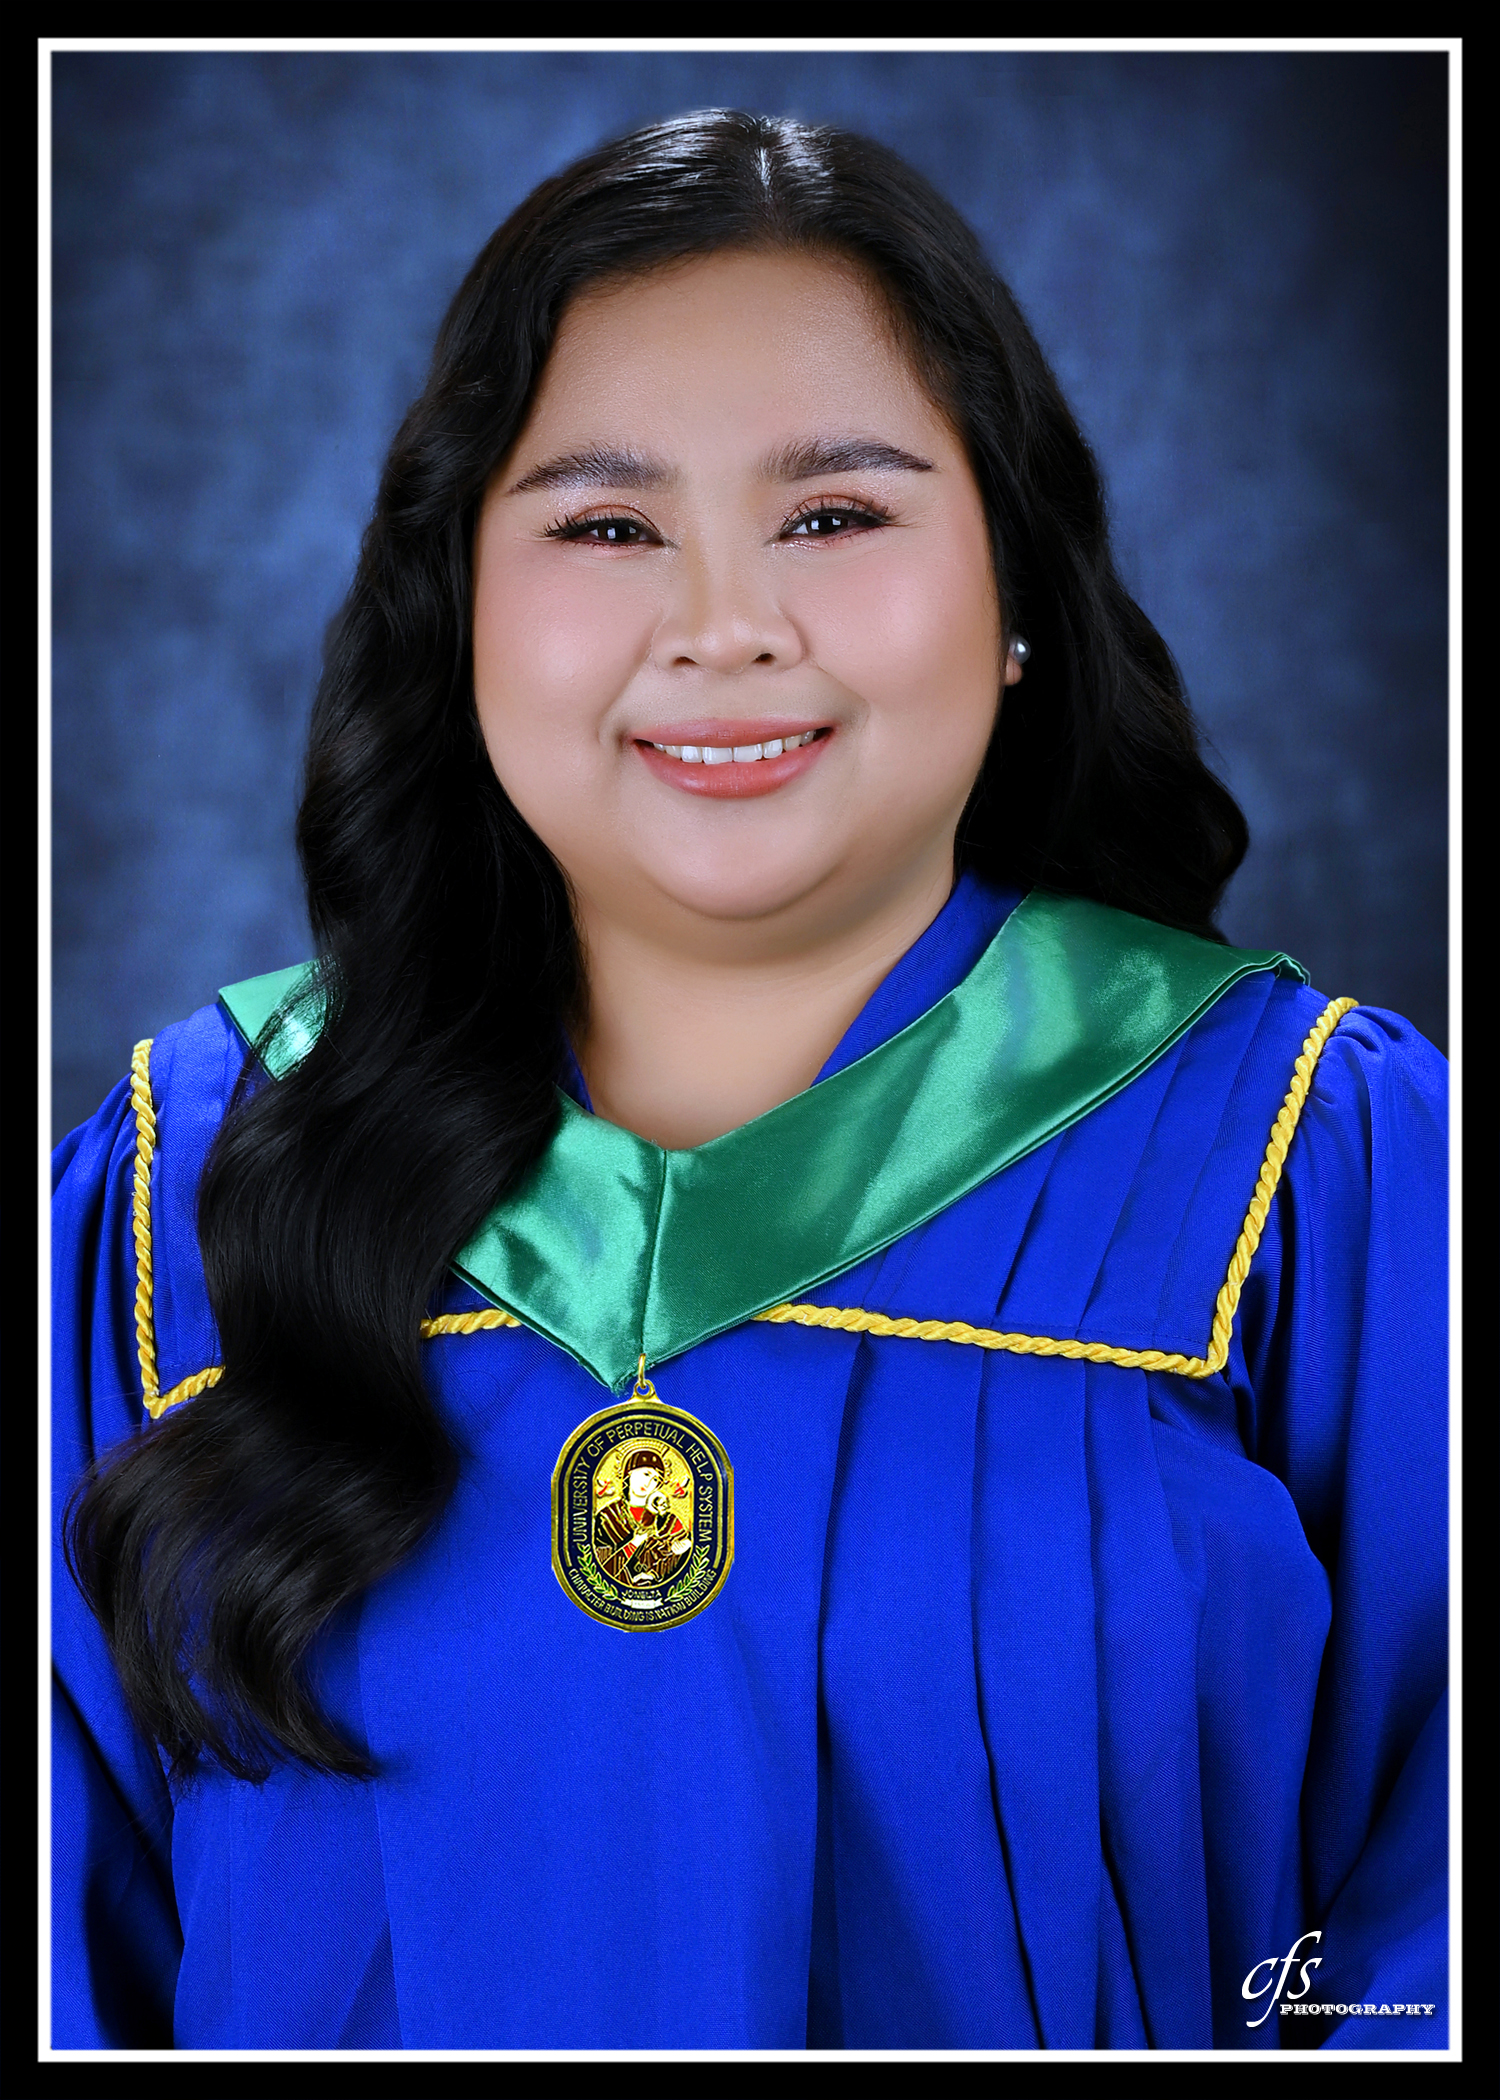 UNIVERSITY OF PERPETUAL HELP SYSTEM
JONELTA
CHARACTER BUILDING IS NATION BUILDING
cfs
PHOTOGRAPHY